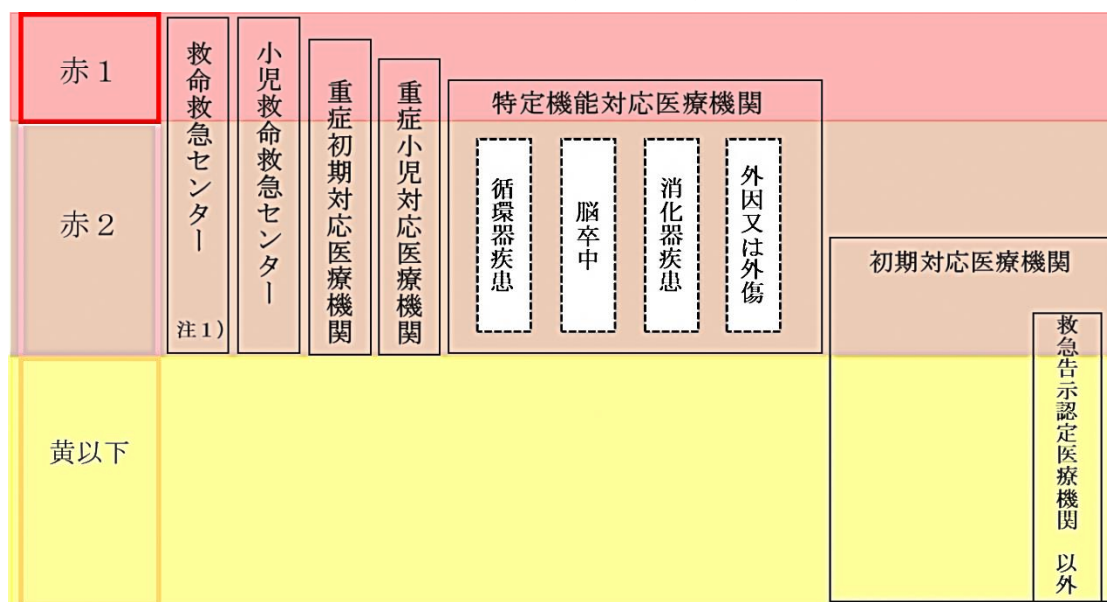 赤1
赤2
黄以下
救命救急センター
注1)
小児救命救急センター
重症初期対応医療機関
重症小児対応医療機関
特定機能対応医療機関
循環器疾患
脳卒中
消化器疾患
外因又は外傷
初期対応医療機関
救急告示認定医療機関 以外